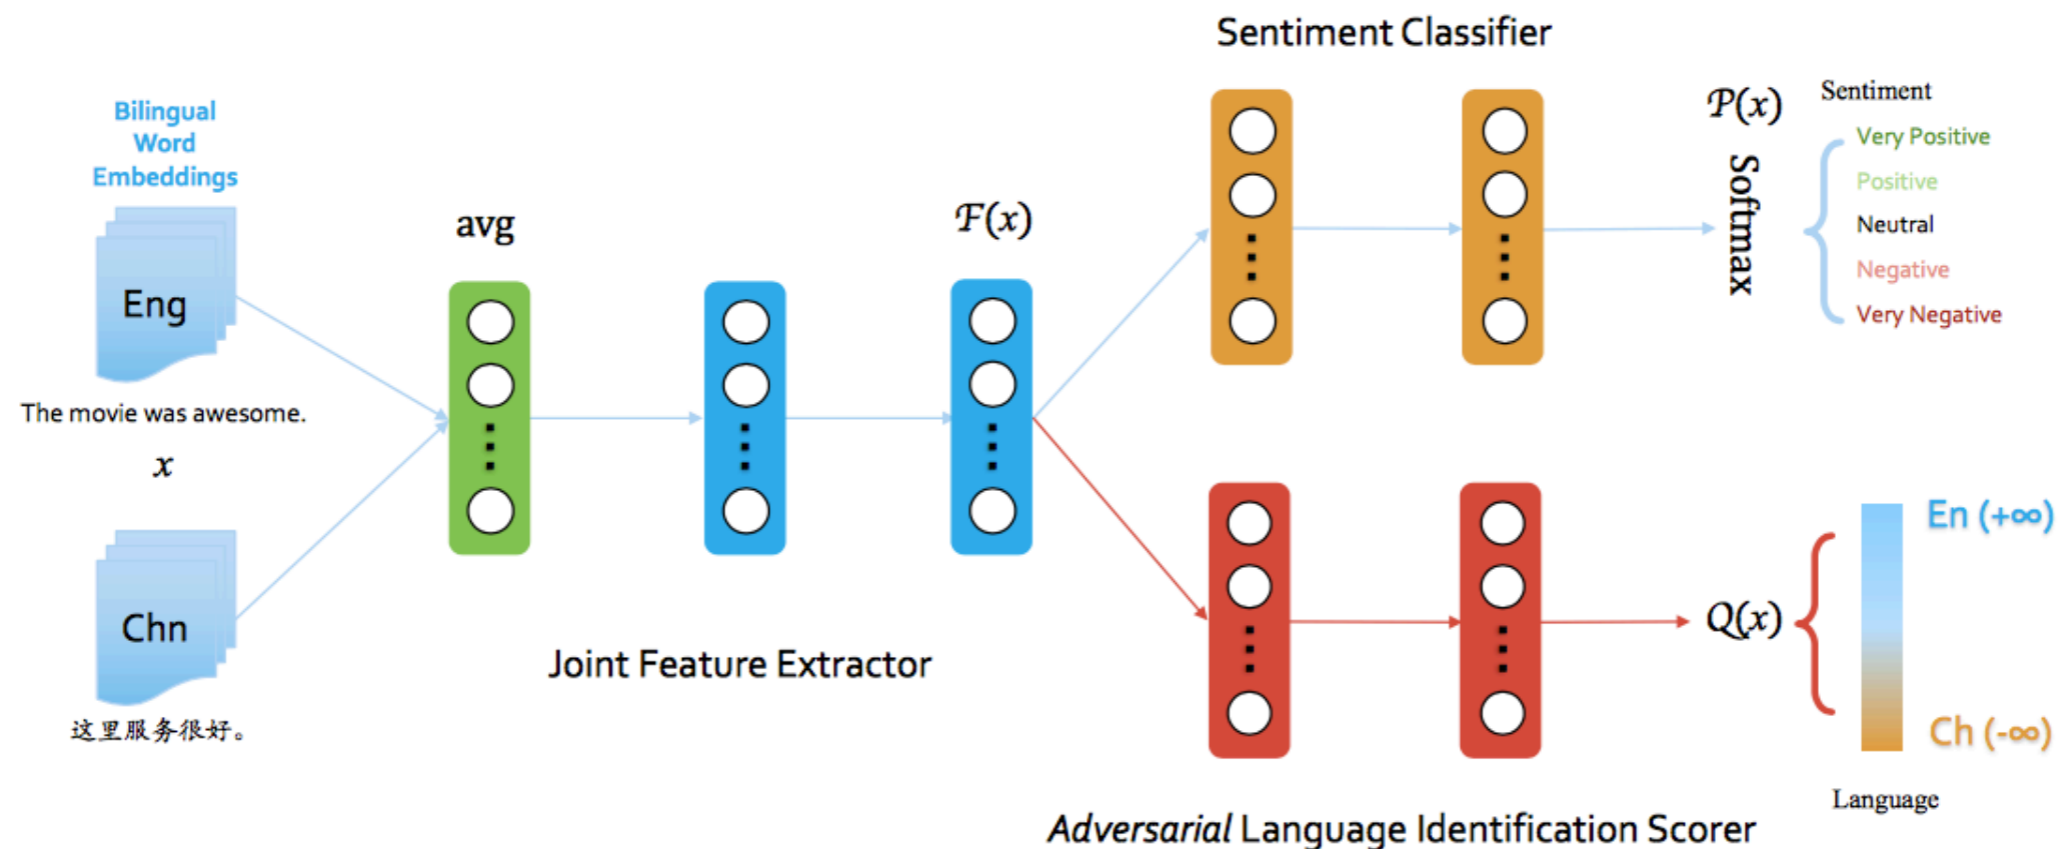 Sentiment Classifier
Bilingual
Word
Embeddings
Eng
The movie was awesome.
x
Chn
这里服务很好。
avg
F(x)
Joint Feature Extractor
P(x)
Softmax
Sentiment
Very Positive
Positive
Neutral
Negative
Very Negative
Q(x)
En (+∞)
Ch (-∞)
Language
Adversarial Language Identification Scorer